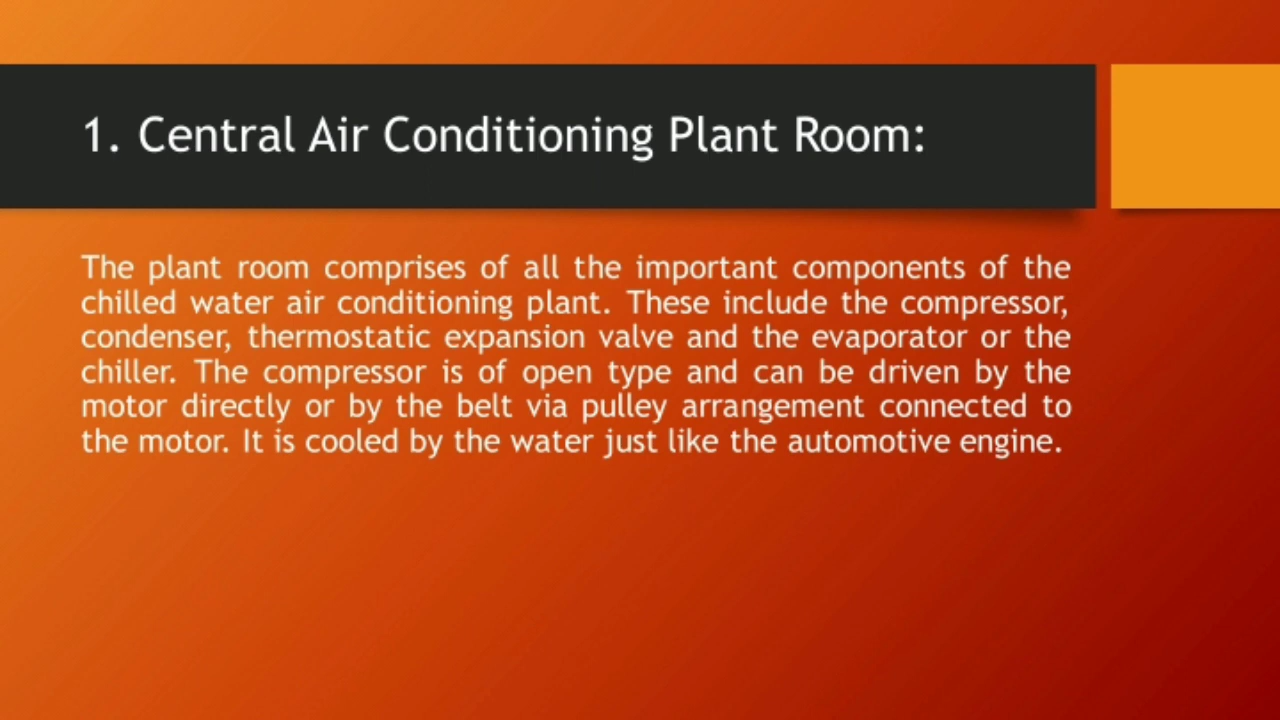 1. Central Air Conditioning Plant Room:
The plant room comprises of all the important components of the
chilled water air conditioning plant. These include the compressor,
condenser, thermostatic expansion valve and the evaporator or the
chiller. The compressor is of open type and can be driven by the
motor directly or by the belt via pulley arrangement connected to
the motor. It is cooled by the water just like the automotive engine.